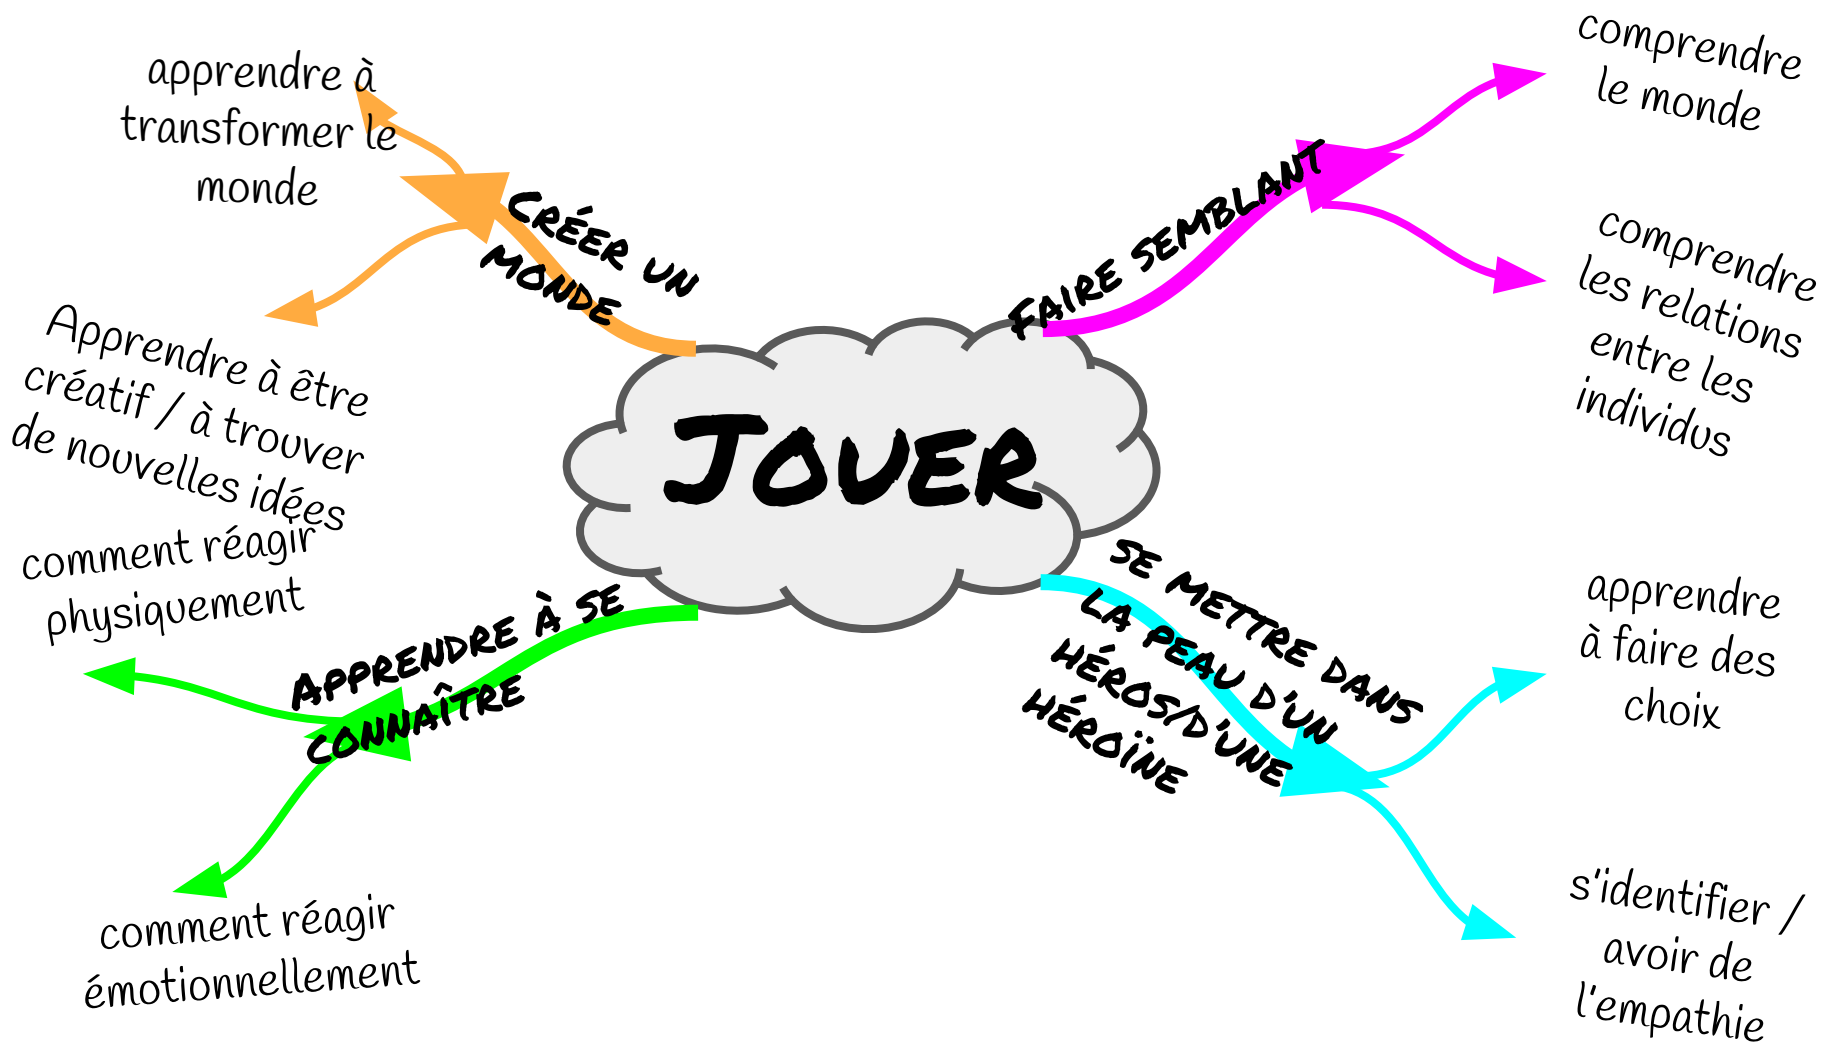 Jouer
Créer un
monde
apprendre à
transformer le
monde
Apprendre à être
créatif / à trouver
de nouvelles idées
Faire semblant
comprendre
le monde
comprendre
les relations
entre les
individus
Apprendre à se
connaître
comment réagir
physiquement
comment réagir
émotionnellement
se mettre dans
la peau d'un
héros/d'une
héroïne
apprendre
à faire des
choix
s'identifier /
avoir de
l'empathie